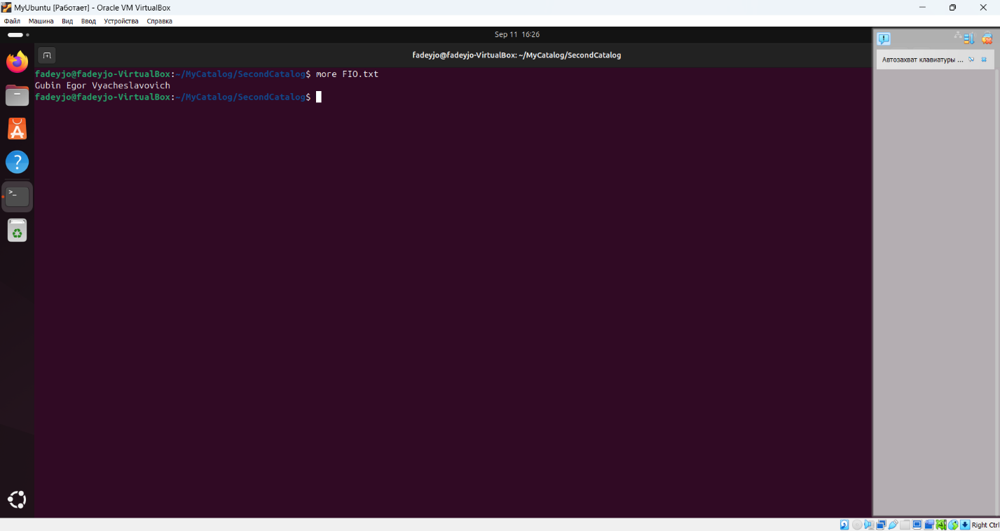 MyUbuntu [Работает] - Oracle VM VirtualBox
Файл Машина Вид Ввод Устройства Справка
Sep 11 16:26
fadeyjo@fadeyjo-VirtualBox: ~/MyCatalog/SecondCatalog
Автозахват клавиатуры ...
fadeyjo@fadeyjo-VirtualBox:~/MyCatalog/SecondCatalog$ more FIO.txt
Gubin Egor Vyacheslavovich
fadeyjo@fadeyjo-VirtualBox:~/MyCatalog/SecondCatalog$
Right Ctrl